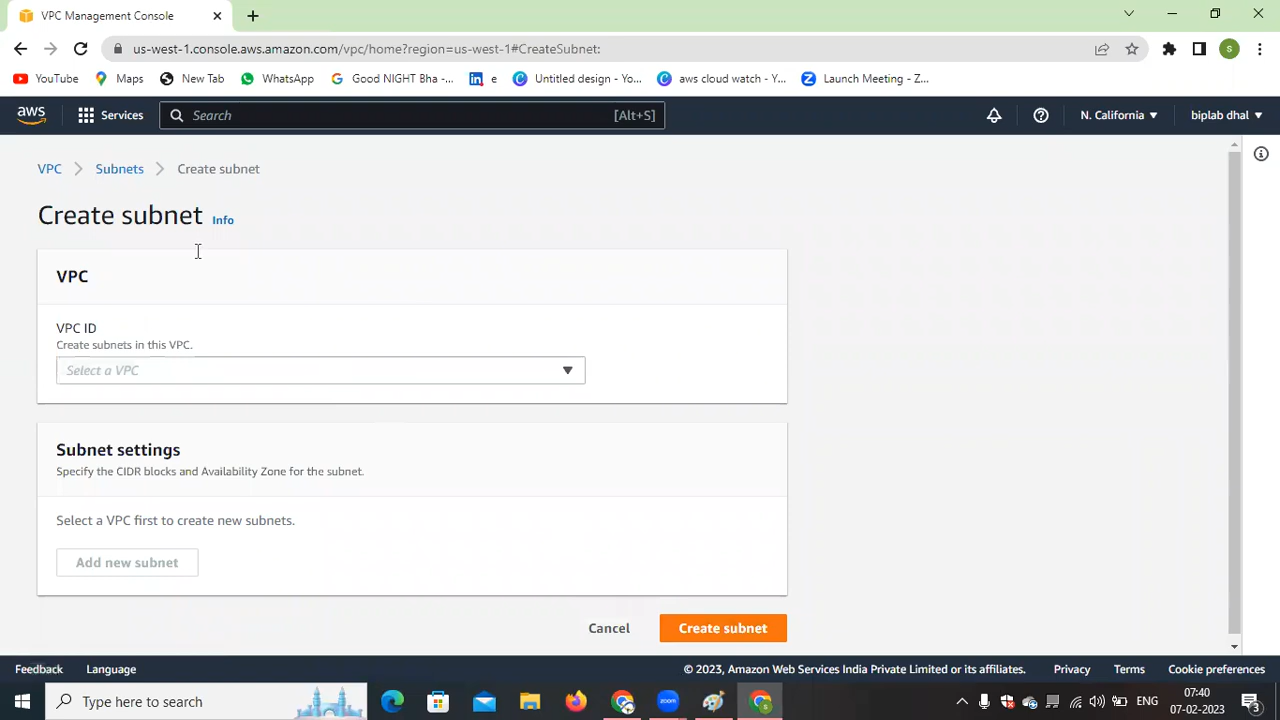 VPC Management Console
us-west-1.console.aws.amazon.com/vpc/home?region=us-west-1#CreateSubnet:
S
YouTube Maps New Tab WhatsApp Good NIGHT Bha -... e Untitled design - Yo... aws cloud watch - Y... Launch Meeting - Z...
aws Services Search [Alt+S] N. California biplab dhal
VPC Subnets Create subnet
Create subnet Info
VPC
VPC ID
Create subnets in this VPC.
Select a VPC
Subnet settings
Specify the CIDR blocks and Availability Zone for the subnet.
Select a VPC first to create new subnets.
Add new subnet
Cancel Create subnet
Feedback Language © 2023, Amazon Web Services India Private Limited or its affiliates. Privacy Terms Cookie preferences
Type here to search zoom ENG 07:40
07-02-2023 3